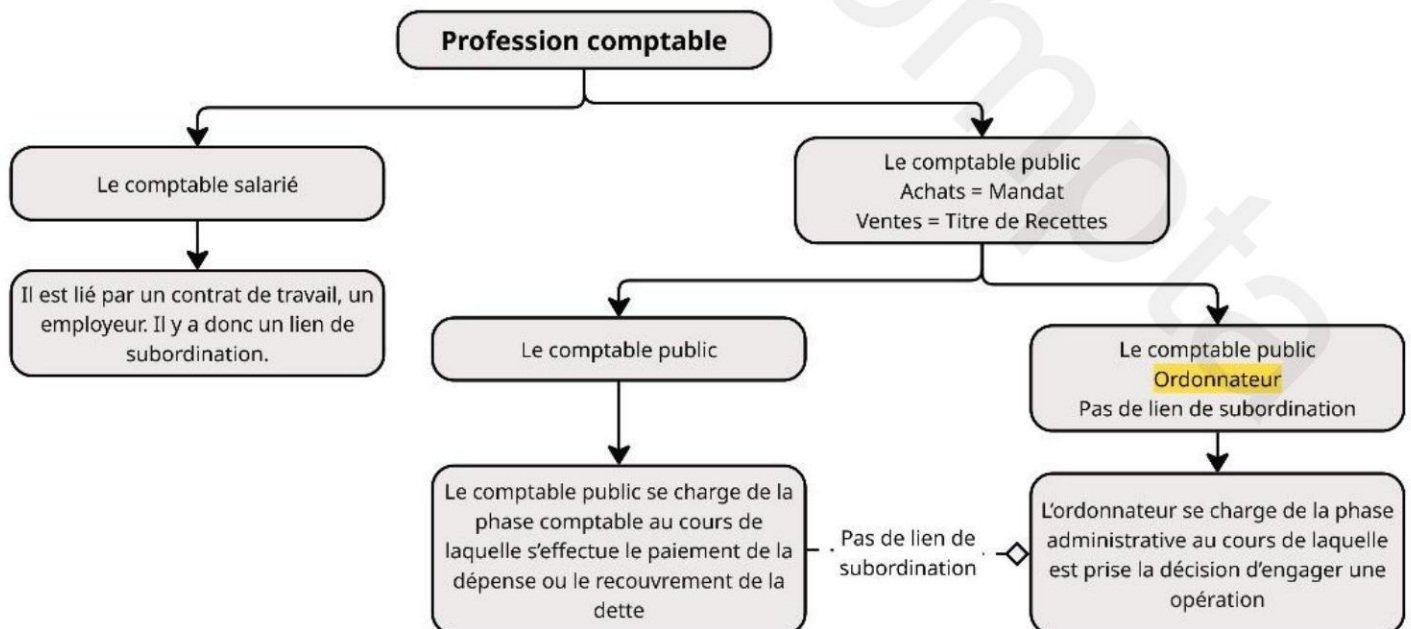 Profession comptable
Le comptable salarié
Le comptable public
Achats = Mandat
Ventes = Titre de Recettes
Il est lié par un contrat de travail, un
employeur. Il y a donc un lien de
subordination.
Le comptable public
Le comptable public
Ordonnateur
Pas de lien de subordination
Le comptable public se charge de la
phase comptable au cours de
laquelle s'effectue le paiement de la
dépense ou le recouvrement de la
dette
Pas de lien de
subordination
L'ordonnateur se charge de la phase
administrative au cours de laquelle
est prise la décision d'engager une
opération
ompta